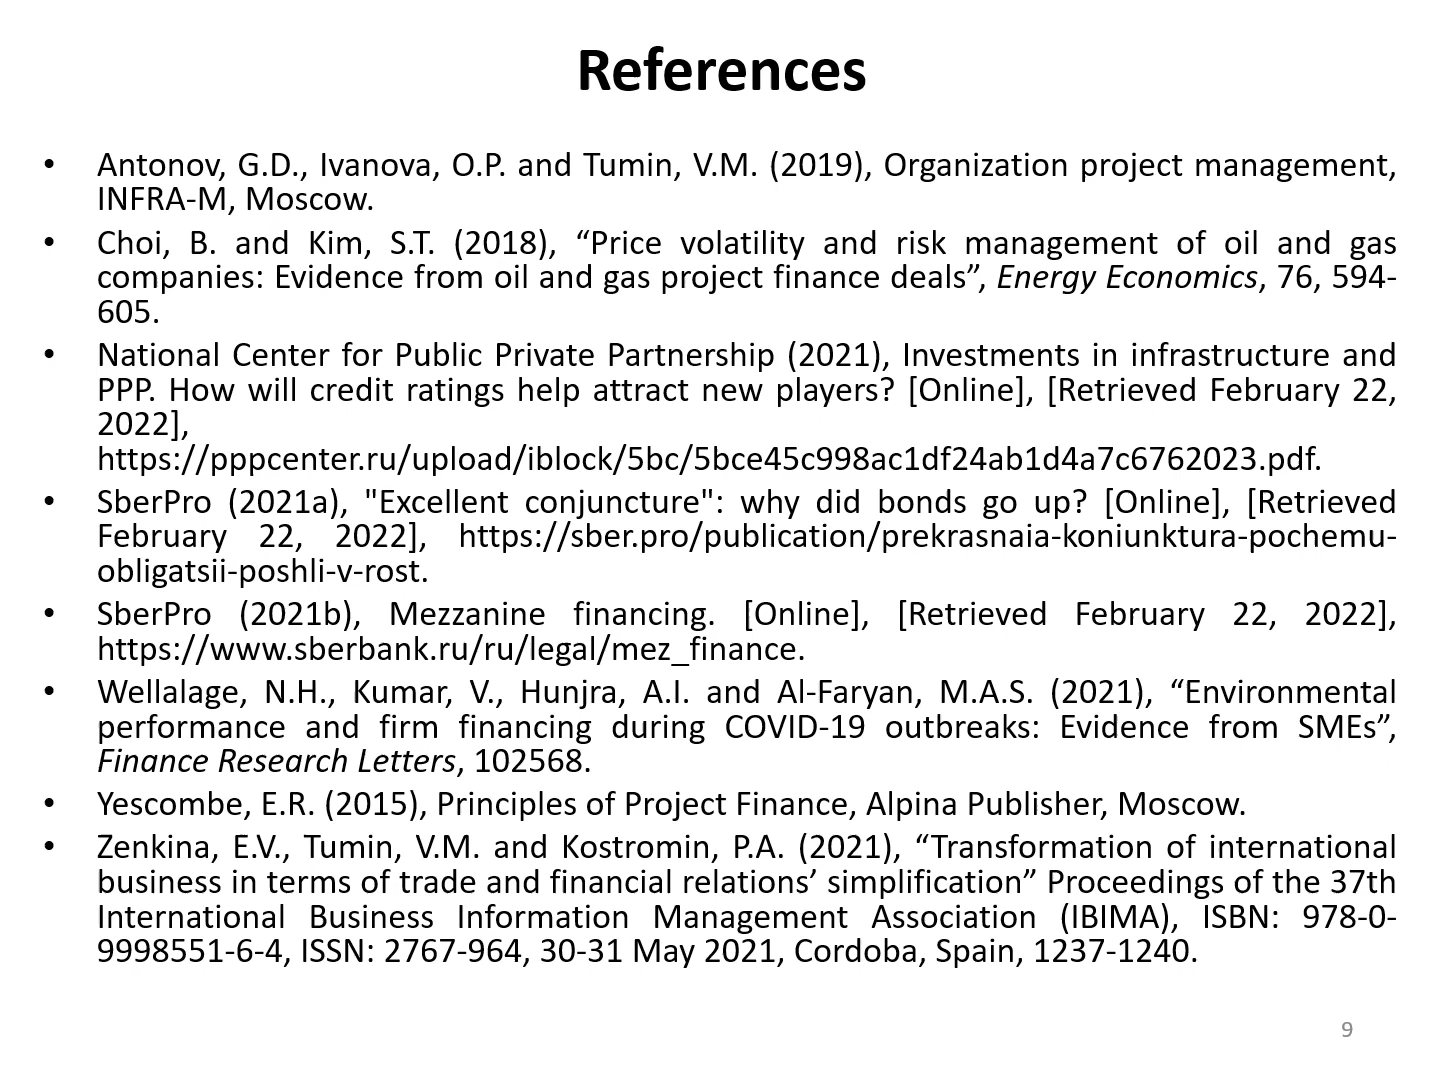 References
• Antonov, G.D., Ivanova, O.P. and Tumin, V.M. (2019), Organization project management,
INFRA-M, Moscow.
• Choi, B. and Kim, S.T. (2018), “Price volatility and risk management of oil and gas
companies: Evidence from oil and gas project finance deals”, Energy Economics, 76, 594-
605.
• National Center for Public Private Partnership (2021), Investments in infrastructure and
PPP. How will credit ratings help attract new players? [Online], [Retrieved February 22,
2022],
https://pppcenter.ru/upload/iblock/5bc/5bce45c998ac1df24ab1d4a7c6762023.pdf.
• SberPro (2021a), "Excellent conjuncture": why did bonds go up? [Online], [Retrieved
February 22, 2022], https://sber.pro/publication/prekrasnaia-koniunktura-pochemu-
obligatsii-poshli-v-rost.
• SberPro (2021b), Mezzanine financing. [Online], [Retrieved February 22, 2022],
https://www.sberbank.ru/ru/legal/mez_finance.
• Wellalage, N.H., Kumar, V., Hunjra, A.I. and Al-Faryan, M.A.S. (2021), “Environmental
performance and firm financing during COVID-19 outbreaks: Evidence from SMEs”,
Finance Research Letters, 102568.
• Yescombe, E.R. (2015), Principles of Project Finance, Alpina Publisher, Moscow.
• Zenkina, E.V., Tumin, V.M. and Kostromin, P.A. (2021), “Transformation of international
business in terms of trade and financial relations’ simplification” Proceedings of the 37th
International Business Information Management Association (IBIMA), ISBN: 978-0-
9998551-6-4, ISSN: 2767-964, 30-31 May 2021, Cordoba, Spain, 1237-1240.
9